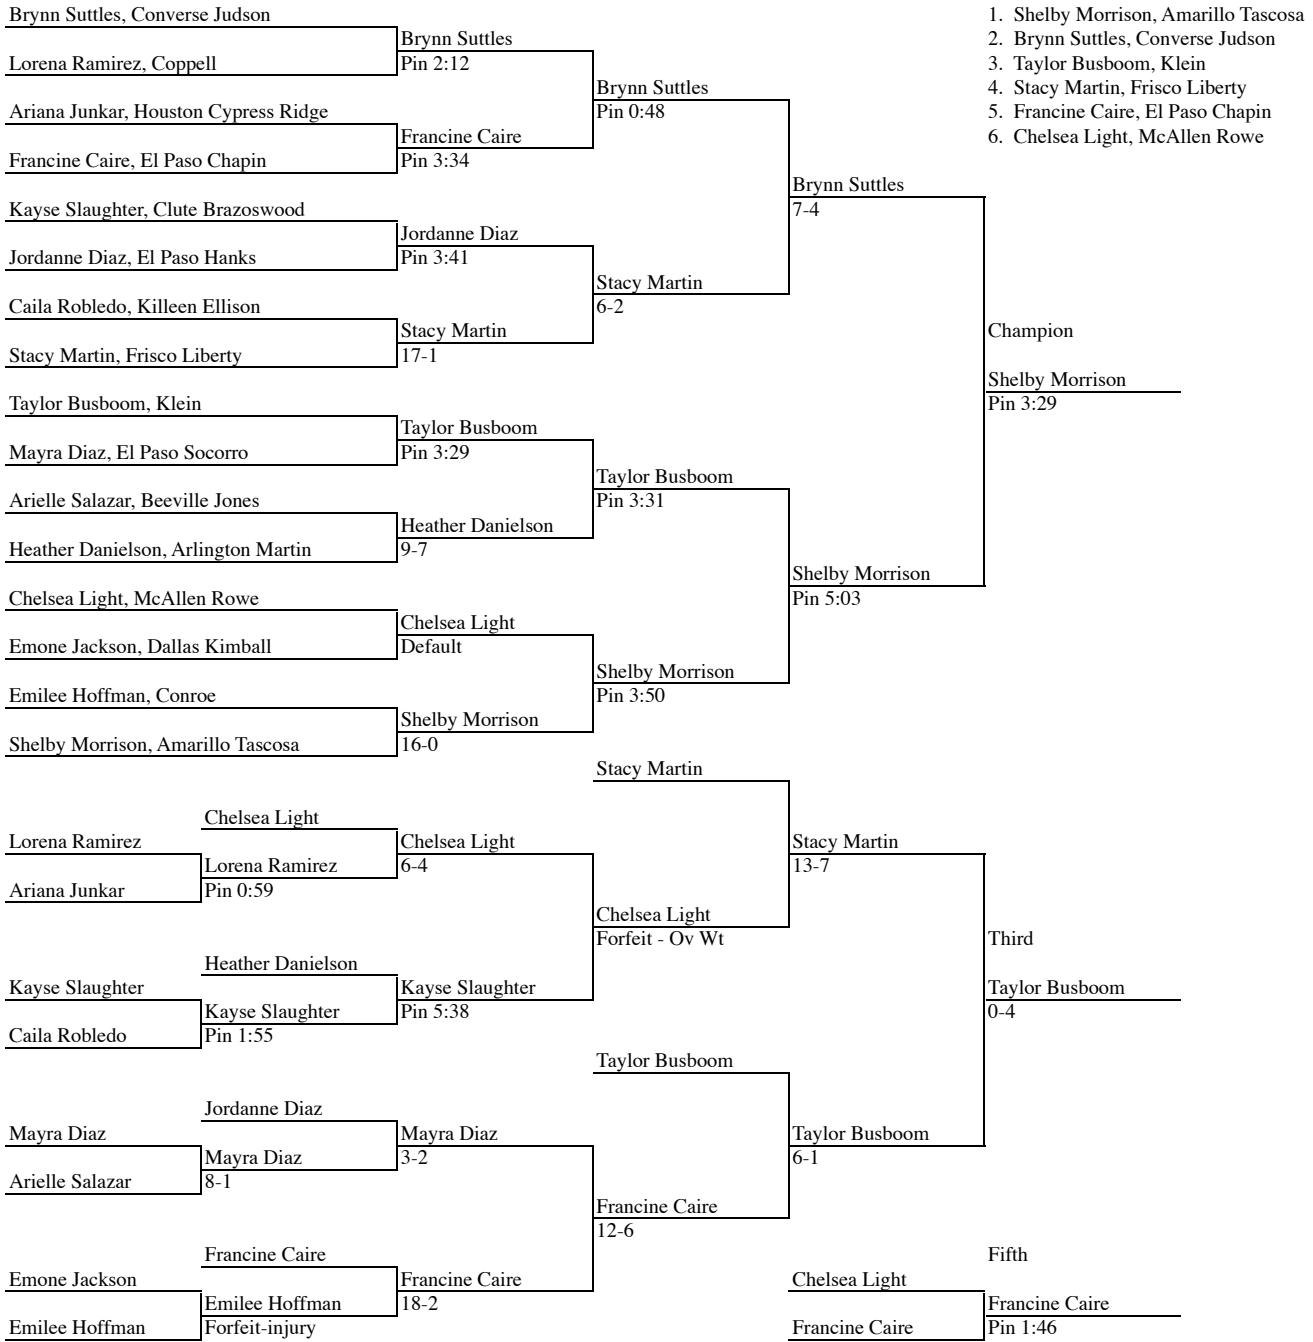 Brynn Suttles, Converse Judson
Lorena Ramirez, Coppell
Ariana Junkar, Houston Cypress Ridge
Francine Caire, El Paso Chapin
Kayse Slaughter, Clute Brazoswood
Jordanne Diaz, El Paso Hanks
Caila Robledo, Killeen Ellison
Stacy Martin, Frisco Liberty
Taylor Busboom, Klein
Mayra Diaz, El Paso Socorro
Arielle Salazar, Beeville Jones
Heather Danielson, Arlington Martin
Chelsea Light, McAllen Rowe
Emone Jackson, Dallas Kimball
Emilee Hoffman, Conroe
Shelby Morrison, Amarillo Tascosa
Brynn Suttles
Pin 2:12
Francine Caire
Pin 3:34
Jordanne Diaz
Pin 3:41
Stacy Martin
17-1
Taylor Busboom
Pin 3:29
Heather Danielson
9-7
Chelsea Light
Default
Shelby Morrison
16-0
Brynn Suttles
Pin 0:48
Stacy Martin
6-2
Taylor Busboom
Pin 3:31
Shelby Morrison
Pin 3:50
Brynn Suttles
7-4
Shelby Morrison
Pin 5:03
Champion
Shelby Morrison
Pin 3:29
1. Shelby Morrison, Amarillo Tascosa
2. Brynn Suttles, Converse Judson
3. Taylor Busboom, Klein
4. Stacy Martin, Frisco Liberty
5. Francine Caire, El Paso Chapin
6. Chelsea Light, McAllen Rowe
Lorena Ramirez
Ariana Junkar
Kayse Slaughter
Caila Robledo
Mayra Diaz
Arielle Salazar
Emone Jackson
Emilee Hoffman
Chelsea Light
Lorena Ramirez
Pin 0:59
Heather Danielson
Kayse Slaughter
Pin 1:55
Jordanne Diaz
Mayra Diaz
8-1
Francine Caire
Emilee Hoffman
Forfeit-injury
Chelsea Light
6-4
Kayse Slaughter
Pin 5:38
Mayra Diaz
3-2
Francine Caire
18-2
Stacy Martin
Chelsea Light
Forfeit - Ov Wt
Taylor Busboom
Francine Caire
12-6
Stacy Martin
13-7
Taylor Busboom
6-1
Third
Taylor Busboom
0-4
Chelsea Light
Francine Caire
Fifth
Francine Caire
Pin 1:46